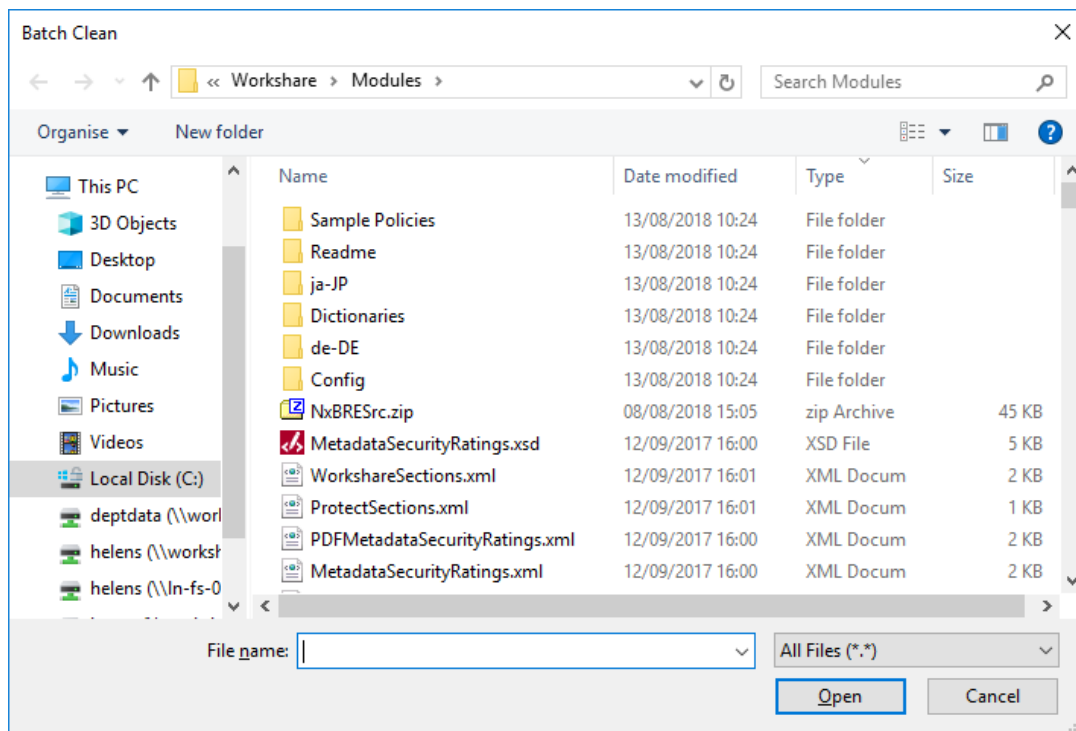 Batch Clean
« Workshare > Modules >
Search Modules
Organise
New folder
?
This PC
3D Objects
Desktop
Documents
Downloads
Music
Pictures
Videos
Local Disk (C:)
deptdata (\\worl
helens (\\worksh
helens (\\ln-fs-0
Name Date modified Type Size
Sample Policies 13/08/2018 10:24 File folder
Readme 13/08/2018 10:24 File folder
ja-JP 13/08/2018 10:24 File folder
Dictionaries 13/08/2018 10:24 File folder
de-DE 13/08/2018 10:24 File folder
Config 13/08/2018 10:24 File folder
NxBRESrc.zip 08/08/2018 15:05 zip Archive 45 KB
MetadataSecurityRatings.xsd 12/09/2017 16:00 XSD File 5 KB
WorkshareSections.xml 12/09/2017 16:01 XML Docum 2 KB
ProtectSections.xml 12/09/2017 16:01 XML Docum 1 KB
PDFMetadataSecurityRatings.xml 12/09/2017 16:00 XML Docum 2 KB
MetadataSecurityRatings.xml 12/09/2017 16:00 XML Docum 2 KB
File name:
All Files (*.*)
Open
Cancel